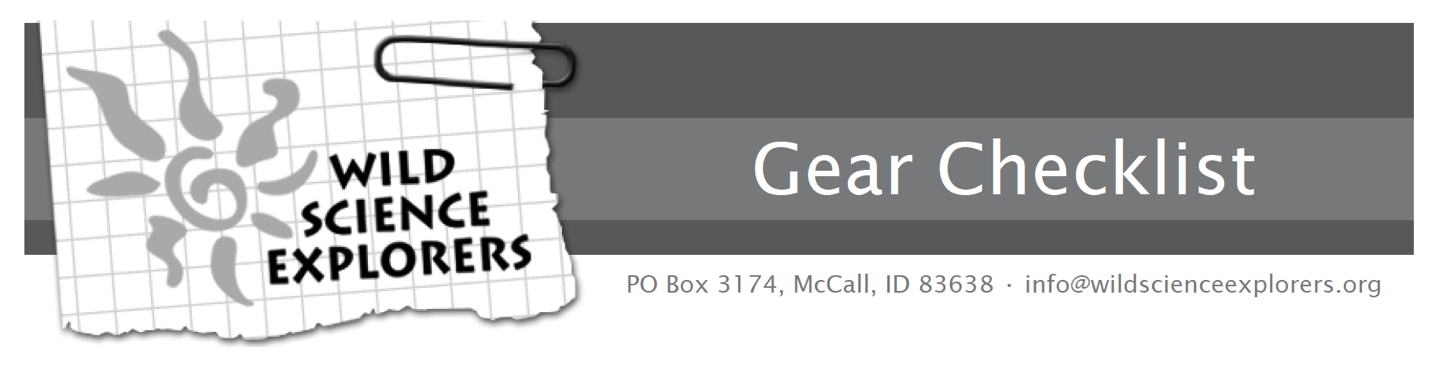 WILD
SCIENCE
EXPLORERS
Gear Checklist
PO Box 3174, McCall, ID 83638 · info@wildscienceexplorers.org